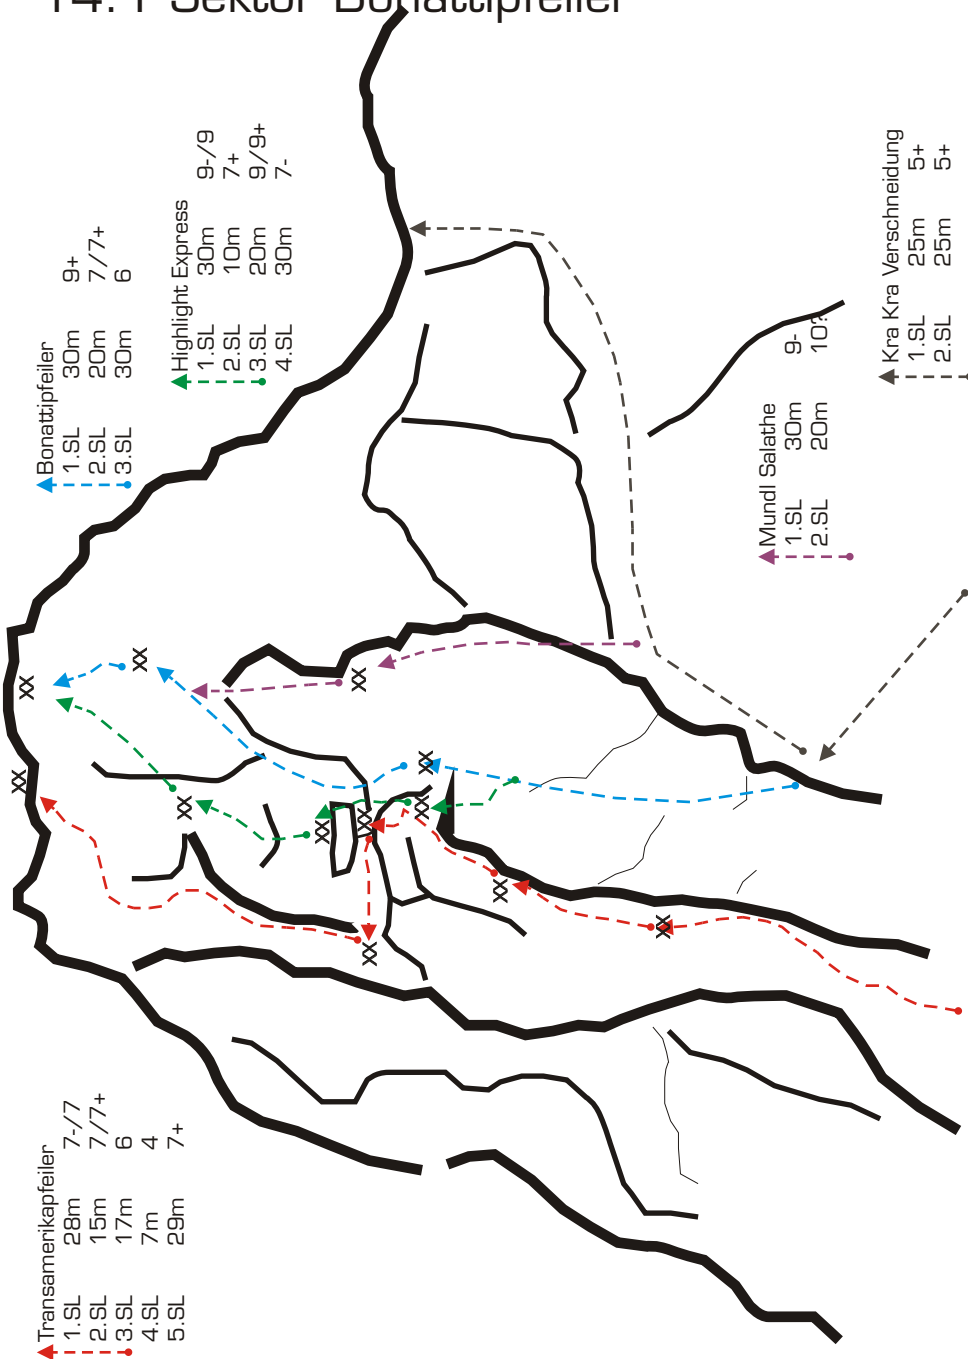 14.1 Sektor Bonattipfeiler
Transamerikapfeiler
1.SL 28m 7-/7
2.SL 15m 7/7+
3.SL 17m 6
4.SL 7m 4
5.SL 29m 7+
Bonattipfeiler
1.SL 30m 9+
2.SL 20m 7/7+
3.SL 30m 6
Highlight Express
1.SL 30m 9-/9
2.SL 10m 7+
3.SL 20m 9/9+
4.SL 30m 7-
Mundl Salathe
1.SL 30m 9-
2.SL 20m 10?
Kra Kra Verschneidung
1.SL 25m 5+
2.SL 25m 5+